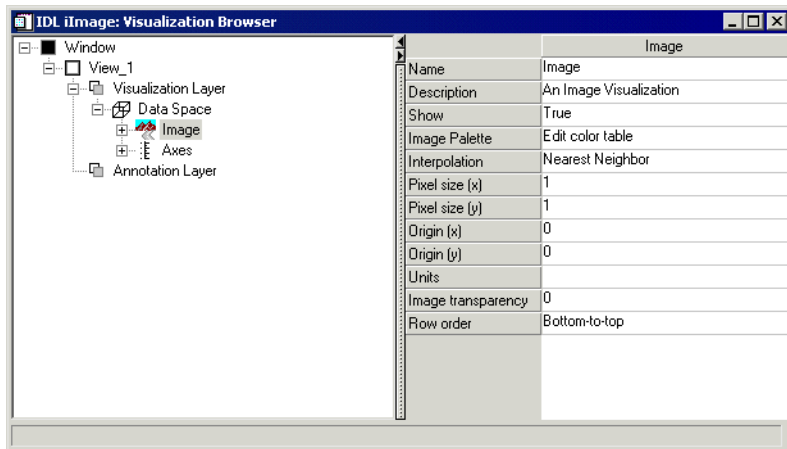 IDL iImage: Visualization Browser
Window
View_1
Visualization Layer
Data Space
Image
Axes
Annotation Layer
Image
Name Image
Description An Image Visualization
Show True
Image Palette Edit color table
Interpolation Nearest Neighbor
Pixel size (x) 1
Pixel size (y) 1
Origin (x) 0
Origin (y) 0
Units
Image transparency 0
Row order Bottom-to-top